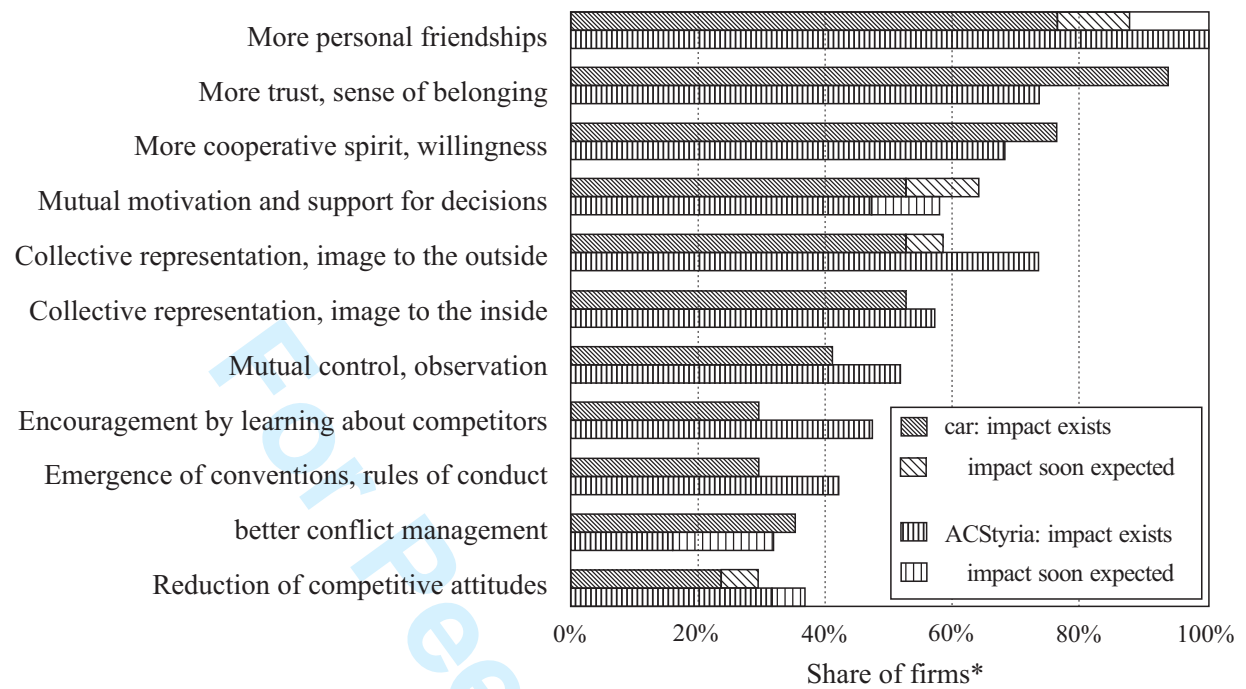 More personal friendships
More trust, sense of belonging
More cooperative spirit, willingness
Mutual motivation and support for decisions
Collective representation, image to the outside
Collective representation, image to the inside
Mutual control, observation
Encouragement by learning about competitors
Emergence of conventions, rules of conduct
better conflict management
Reduction of competitive attitudes
car: impact exists
impact soon expected
ACStyria: impact exists
impact soon expected
0% 20% 40% 60% 80% 100%
Share of firms*
For Pee